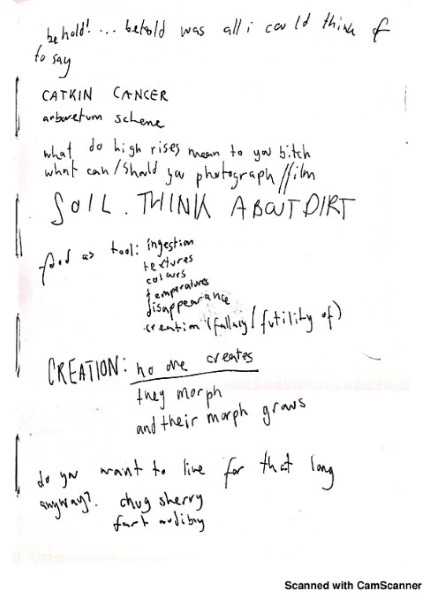 behold! ... behold was all i could think of
to say
CATKIN CANCER
arboretum scheme
what do high rises mean to you bitch
what can/should you photograph/film
SOIL. THINK ABOUT DIRT
food as tool: ingestion
textures
colours
temperatures
disappearance
creation (fallacy/futility of)
CREATION: no one creates
they morph
and their morph grows
do you want to live for that long
anyway? chug sherry
fart audibly
Scanned with CamScanner